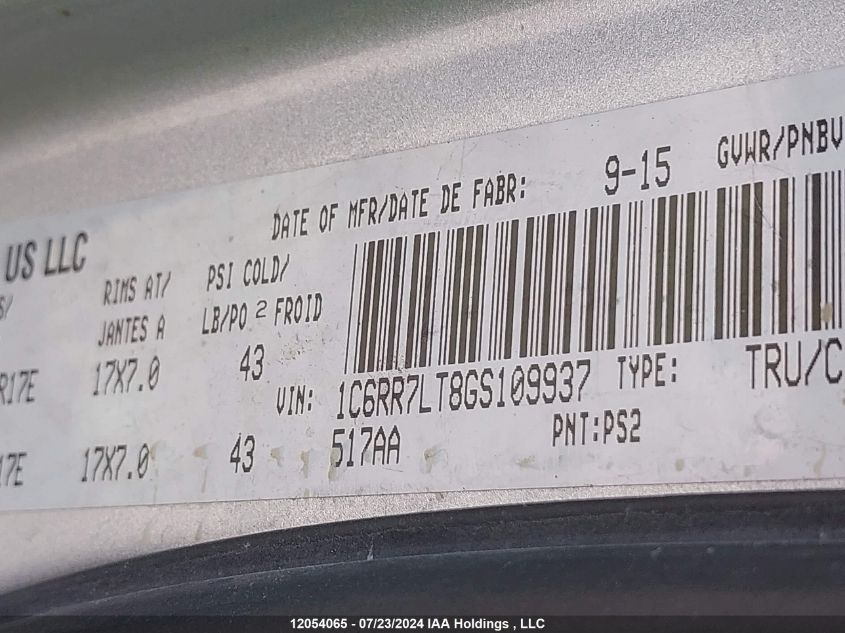 DATE OF MFR/DATE DE FABR: 9-15 GVWR/PNBV
US LLC
RIMS AT/ PSI COLD/
JANTES A LB/PO 2 FROID
R17E 17X7.0 43
VIN: 1C6RR7LT8GS109937 TYPE: TRU/C
17E 17X7.0 43 517AA PNT:PS2
12054065 - 07/23/2024 IAA Holdings , LLC